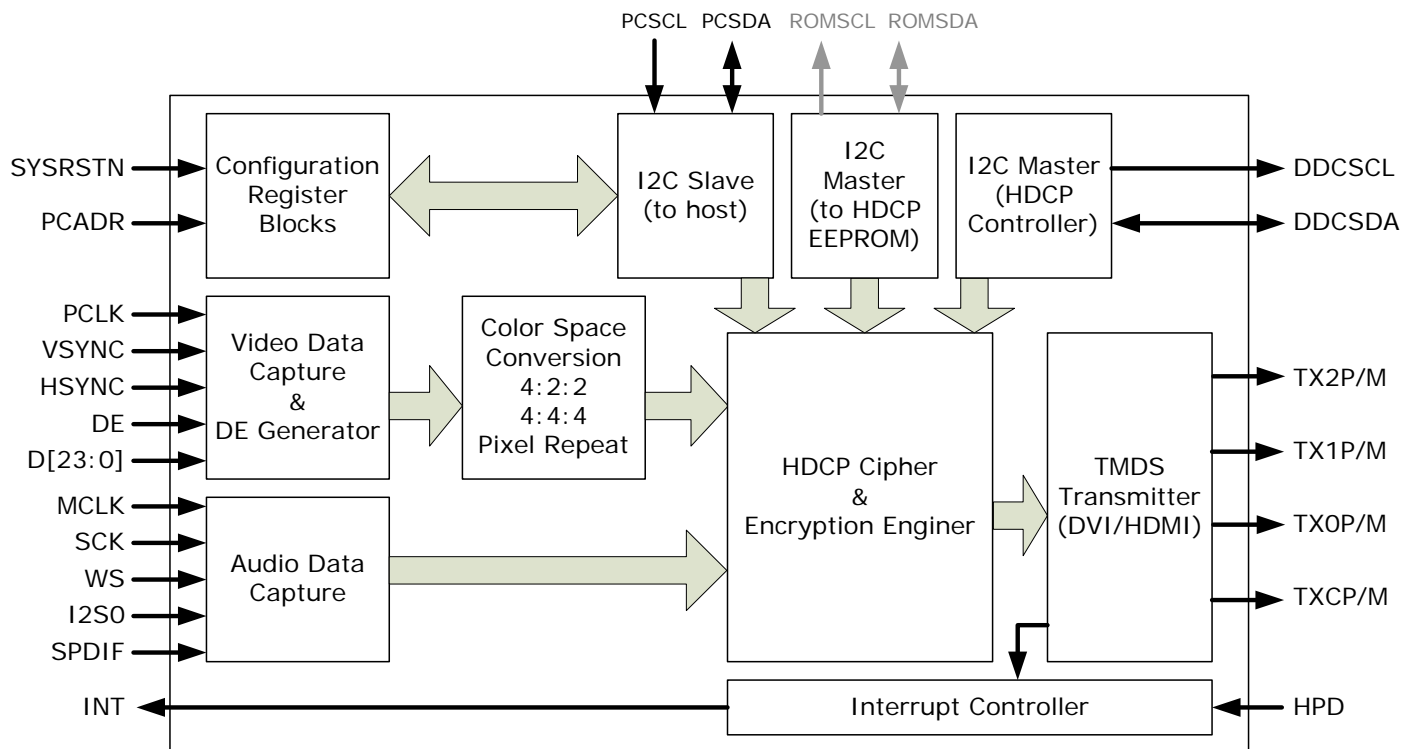 PCSCL PCSDA ROMSCL ROMSDA
SYSRSTN
PCADR
Configuration
Register
Blocks
I2C Slave
(to host)
I2C
Master
(to HDCP
EEPROM)
I2C Master
(HDCP
Controller)
DDCSCL
DDCSDA
PCLK
VSYNC
HSYNC
DE
D[23:0]
Video Data
Capture
&
DE Generator
Color Space
Conversion
4:2:2
4:4:4
Pixel Repeat
HDCP Cipher
&
Encryption Enginer
TMDS
Transmitter
(DVI/HDMI)
TX2P/M
TX1P/M
TX0P/M
TXCP/M
MCLK
SCK
WS
I2S0
SPDIF
Audio Data
Capture
INT
Interrupt Controller
HPD